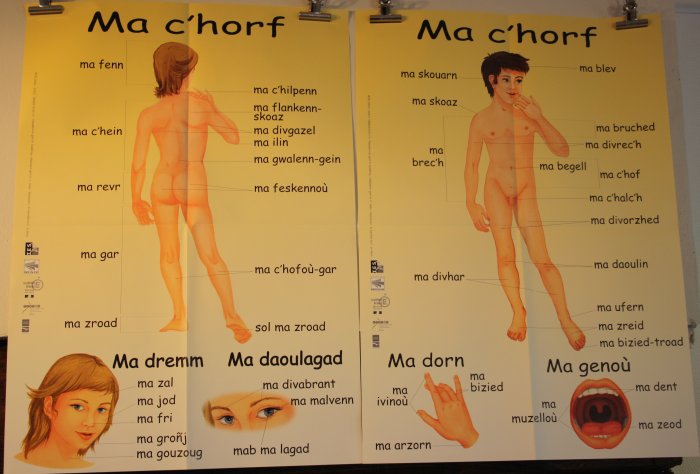 Ma c'horf
ma fenn
ma c'hilpenn
ma flankenn-
skoaz
ma c'hein
ma divgazel
ma ilin
ma gwalenn-gein
ma revr
ma feskennoù
ma gar
ma c'hofoù-gar
ma zroad
sol ma zroad
Ma dremm
ma zal
ma jod
ma fri
ma groñj
ma gouzoug
Ma daoulagad
ma divabrant
ma malvenn
mab ma lagad
Ma c'horf
ma skouarn
ma blev
ma skoaz
ma bruched
ma divrec'h
ma
brec'h
ma begell
ma c'hof
ma c'halc'h
ma divorzhed
ma daoulin
ma divhar
ma ufern
ma zreid
ma bizied-troad
Ma dorn
ma
ivinoù
ma
bizied
ma arzorn
Ma genoù
ma dent
ma
muzelloù
ma zeod